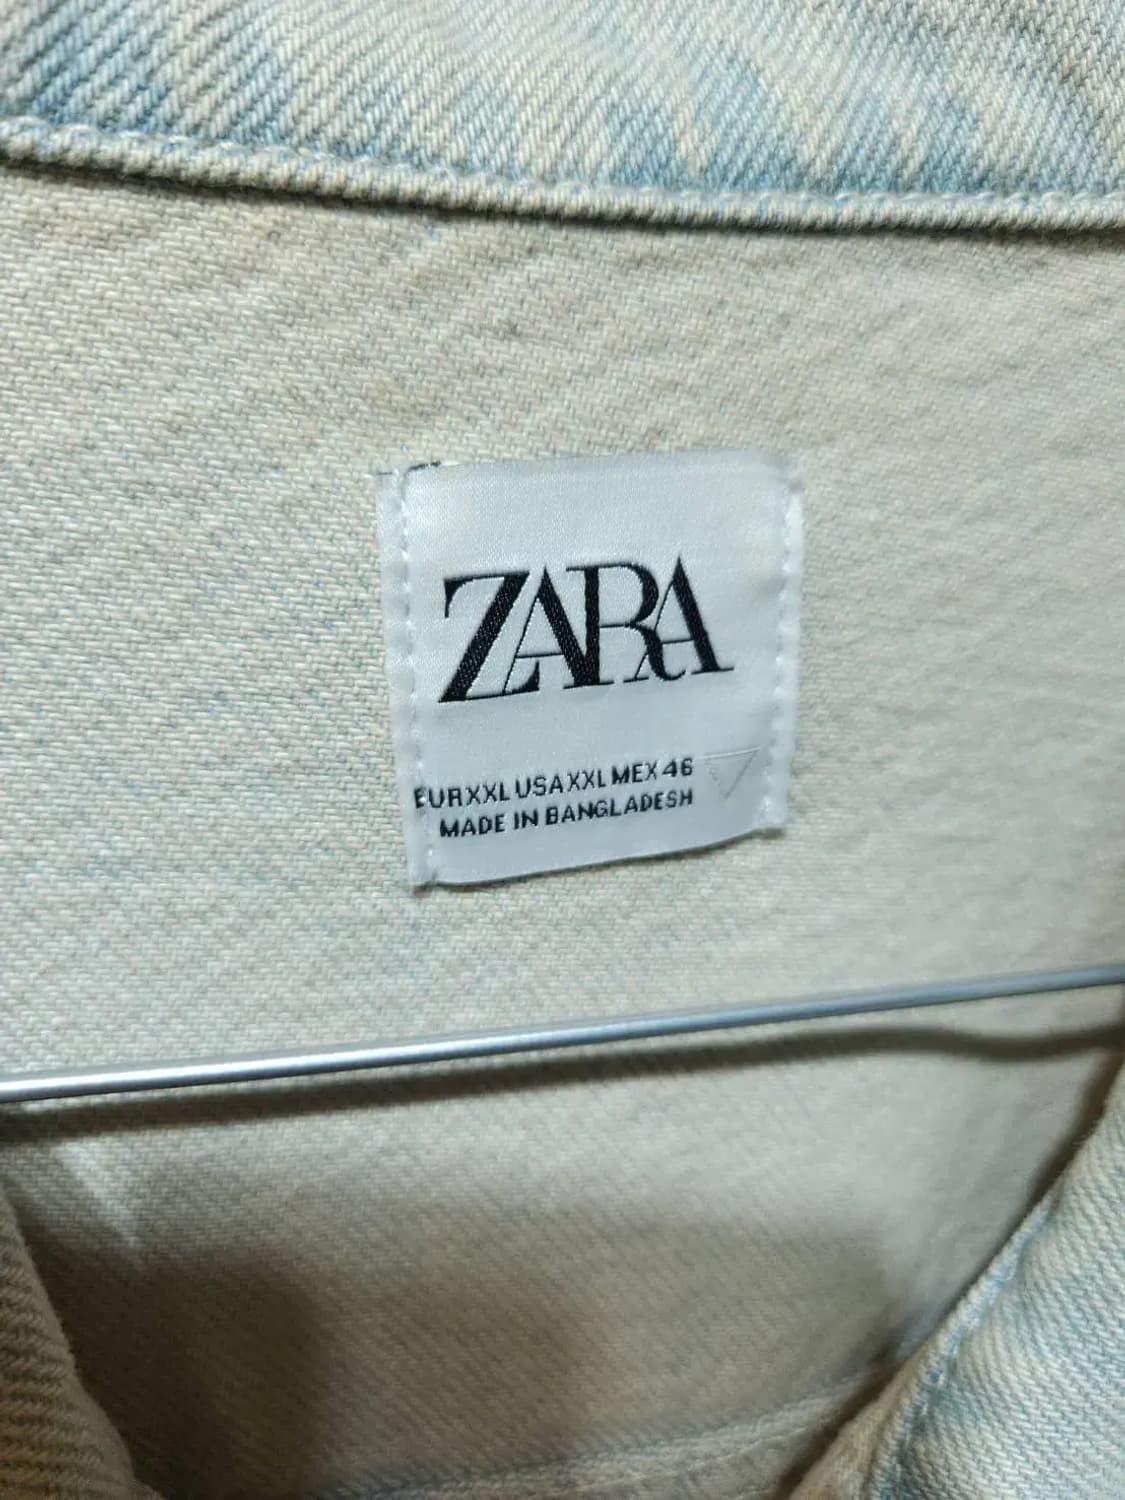 ZARA
EUR XXL USA XXL MEX 46
MADE IN BANGLADESH